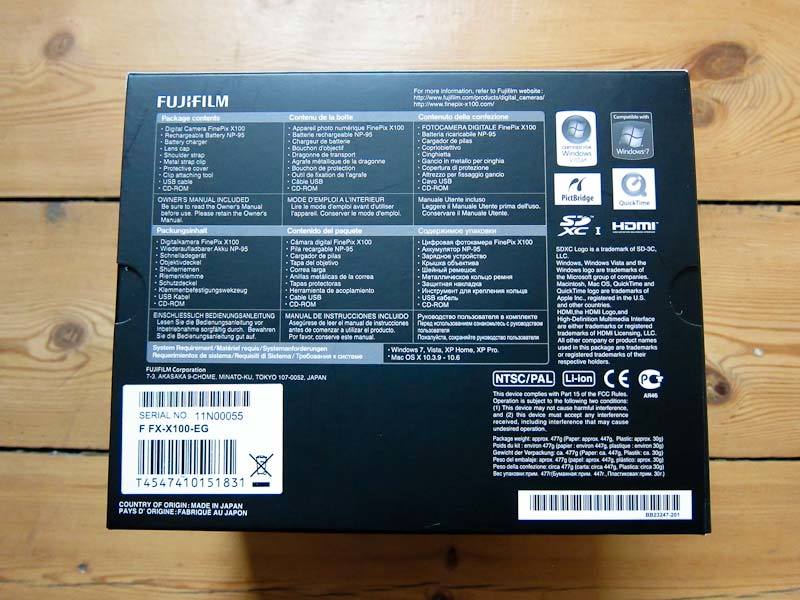 FUJIFILM
For more information, refer to Fujifilm website:
http://www.fujifilm.com/products/digital_cameras/
http://www.finepix-x100.com/
Package contents
• Digital Camera FinePix X100
• Rechargeable Battery NP-95
• Battery charger
• Lens cap
• Shoulder strap
• Metal strap clip
• Protective cover
• Clip attaching tool
• USB cable
• CD-ROM
OWNER'S MANUAL INCLUDED
Be sure to read the Owner's Manual
before use. Please retain the Owner's
Manual.
Contenu de la boîte
• Appareil photo numérique FinePix X100
• Batterie rechargeable NP-95
• Chargeur de batterie
• Bouchon d'objectif
• Dragonne de transport
• Agrafe métallique de la dragonne
• Bouchon de protection
• Outil de fixation de l'agrafe
• Câble USB
• CD-ROM
MODE D'EMPLOI A L'INTERIEUR
Lire le mode d'emploi avant d'utiliser
l'appareil. Conserver le mode d'emploi.
Contenuto della confezione
• FOTOCAMERA DIGITALE FinePix X100
• Batteria ricaricabile NP-95
• Cargador de pilas
• Copriobiettivo
• Cinghietta
• Gancio in metallo per cinghia
• Copertura di protezione
• Attrezzo per fissaggio gancio
• Cavo USB
• CD-ROM
Manuale Utente incluso
Leggere il Manuale Utente prima dell'uso.
Conservare il Manuale Utente.
Packungsinhalt
• Digitalkamera FinePix X100
• Wiederaufladbarer Akku NP-95
• Schnelladegerät
• Objektivdeckel
• Schulterriemen
• Riemenklemme
• Schutzdeckel
• Klemmenbefestigungswekzeug
• USB Kabel
• CD-ROM
EINSCHLIESSLICH BEDIENUNGSANLEITUNG
Lesen Sie die Bedienungsanleitung vor
Inbetriebnahme sorgfältig durch. Bewahren
Sie die Bedienungsanleitung gut auf.
Contenido del paquete
• Cámara digital FinePix X100
• Pila recargable NP-95
• Cargador de pilas
• Tapa del objetivo
• Correa larga
• Anillas metálicas de la correa
• Tapas protectoras
• Herramienta de acoplamiento
• Cable USB
• CD-ROM
MANUAL DE INSTRUCCIONES INCLUIDO
Asegúrese de leer el manual de instrucciones
antes de comenzar a utilizar el producto.
Por favor, conserve este manual.
Содержимое упаковки
• Цифровая фотокамера FinePix X100
• Аккумулятор NP-95
• Зарядное устройство
• Крышка объектива
• Шейный ремешок
• Металлическое кольцо ремня
• Защитная накладка
• Инструмент для крепления кольца
• USB кабель
• CD-ROM
Руководство пользователя в комплекте
Перед использованием ознакомьтесь с руководством
пользователя
Пожалуйста, сохраняйте руководство пользователя
System Requirement/Matériel requis/Systemanforderungen
Requerimientos de sistema/Requisiti di Sistema / Требования к системе
• Windows 7, Vista, XP Home, XP Pro.
• Mac OS X 10.3.9 - 10.6
FUJIFILM Corporation
7-3, AKASAKA 9-CHOME, MINATO-KU, TOKYO 107-0052, JAPAN
CERTIFIED FOR
Windows
Vista
Compatible with
Windows 7
PictBridge
QuickTime
SD XC I HDMI
SDXC Logo is a trademark of SD-3C,
LLC.
Windows, Windows Vista and the
Windows logo are trademarks of
the Microsoft group of companies.
Macintosh, Mac OS, QuickTime and
QuickTime logo are trademarks of
Apple Inc., registered in the U.S.
and other countries.
HDMI,the HDMI Logo,and
High-Definition Multimedia Interface
are either trademarks or registered
trademarks of HDMI Licensing, LLC.
All other company or product names
used in this package are trademarks
or registered trademarks of their
respective holders.
NTSC/PAL Li-ion CE
AR46
This device complies with Part 15 of the FCC Rules.
Operation is subject to the following two conditions:
(1) This device may not cause harmful interference,
and (2) this device must accept any interference
received, including interference that may cause
undesired operation.
Package weight: approx. 477g (Paper: approx. 447g, Plastic: approx. 30g)
Poids du kit : environ 477g (papier : environ 447g, plastique : environ 30g)
Gewicht der Verpackung: ca. 477g (Papier: ca. 447g, Kunststoff: ca. 30g)
Peso del embalaje: aprox. 477g (papel: aprox. 447g, plástico: aprox. 30g)
Peso della confezione: circa 477g (carta: circa 447g, plastica: circa 30g)
Вес упаковки прим. 477г(Бумажная прим. 447г.,Пластиковая прим. 30г.)
SERIAL NO. 11N00055
F FX-X100-EG
T4547410151831
COUNTRY OF ORIGIN: MADE IN JAPAN
PAYS D' ORIGINE: FABRIQUÉ AU JAPON
BB23247-201